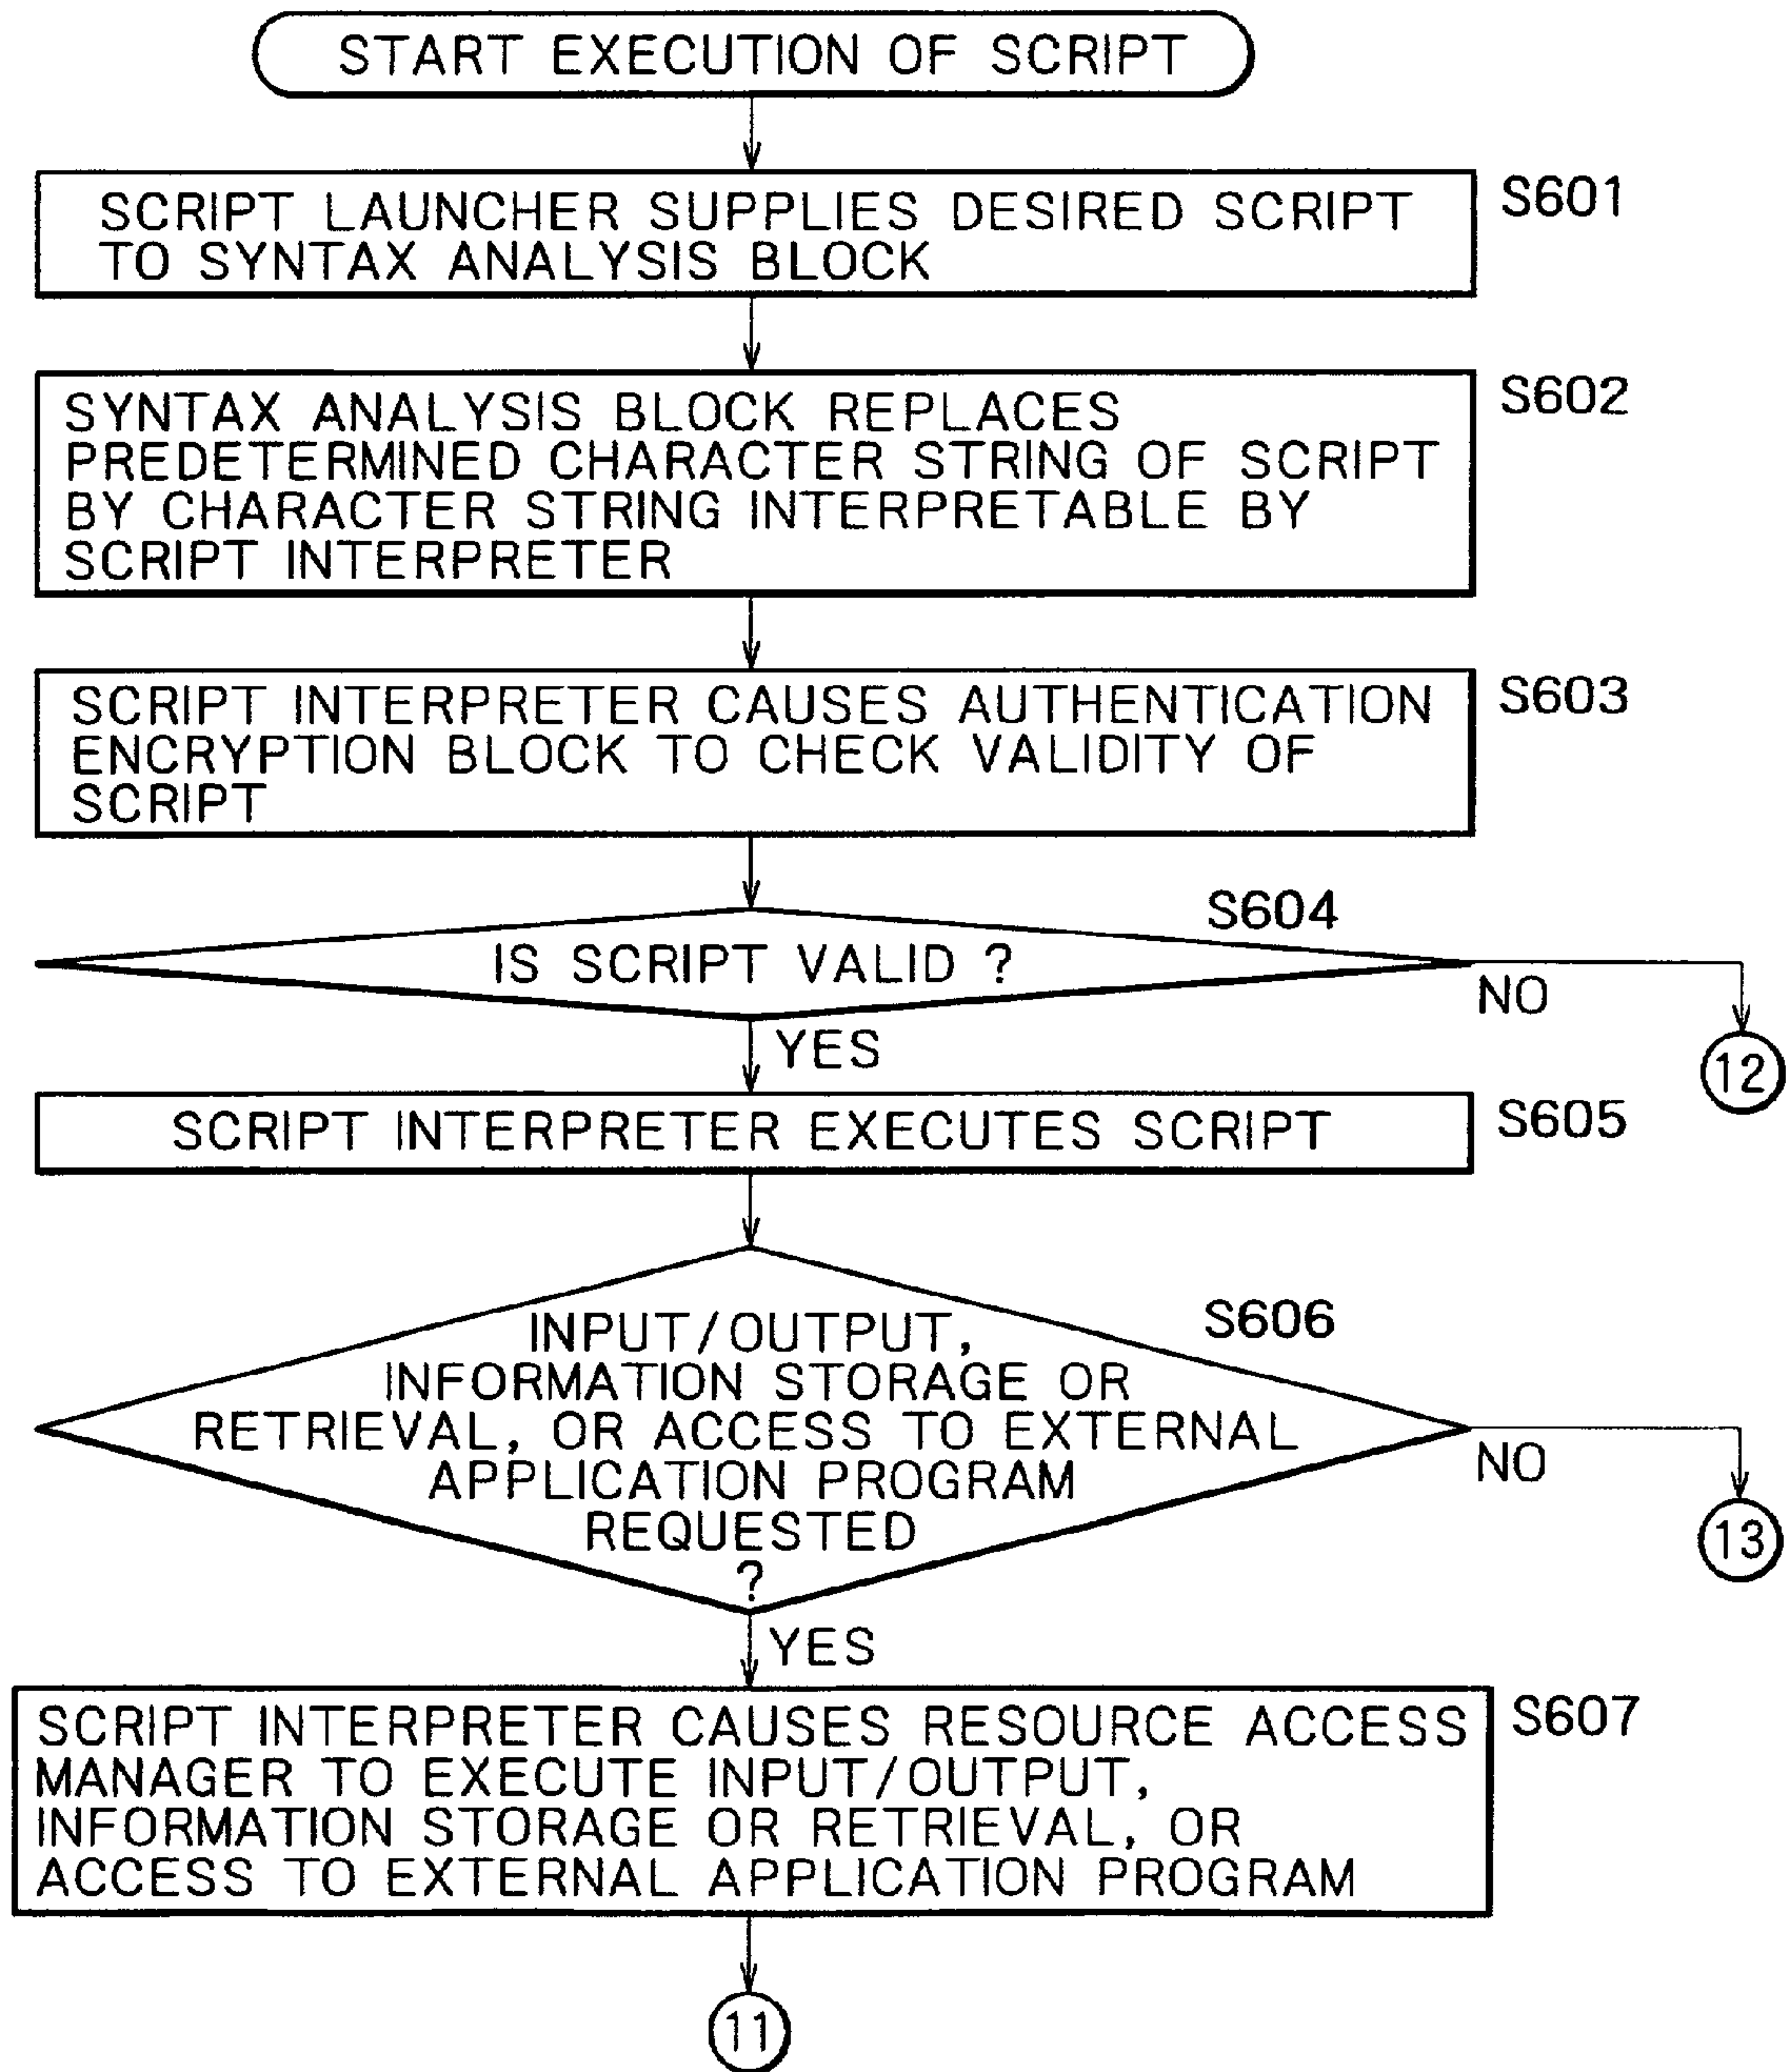 START EXECUTION OF SCRIPT
SCRIPT LAUNCHER SUPPLIES DESIRED SCRIPT
TO SYNTAX ANALYSIS BLOCK
S601
SYNTAX ANALYSIS BLOCK REPLACES
PREDETERMINED CHARACTER STRING OF SCRIPT
BY CHARACTER STRING INTERPRETABLE BY
SCRIPT INTERPRETER
S602
SCRIPT INTERPRETER CAUSES AUTHENTICATION
ENCRYPTION BLOCK TO CHECK VALIDITY OF
SCRIPT
S603
S604
IS SCRIPT VALID ?
NO
12
YES
SCRIPT INTERPRETER EXECUTES SCRIPT
S605
S606
INPUT/OUTPUT,
INFORMATION STORAGE OR
RETRIEVAL, OR ACCESS TO EXTERNAL
APPLICATION PROGRAM
REQUESTED
?
NO
13
YES
SCRIPT INTERPRETER CAUSES RESOURCE ACCESS
MANAGER TO EXECUTE INPUT/OUTPUT,
INFORMATION STORAGE OR RETRIEVAL, OR
ACCESS TO EXTERNAL APPLICATION PROGRAM
S607
11